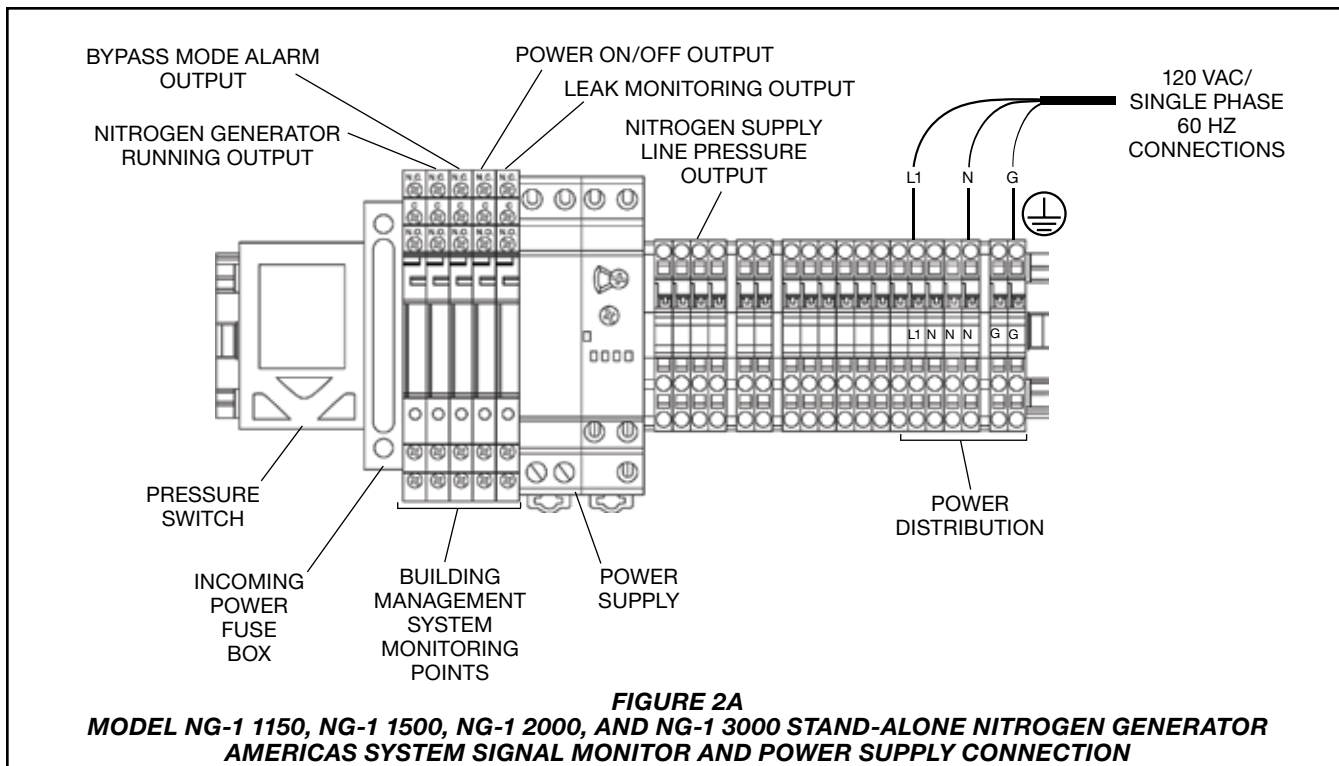 BYPASS MODE ALARM
OUTPUT
POWER ON/OFF OUTPUT
LEAK MONITORING OUTPUT
NITROGEN GENERATOR
RUNNING OUTPUT
NITROGEN SUPPLY
LINE PRESSURE
OUTPUT
120 VAC/
SINGLE PHASE
60 HZ
CONNECTIONS
L1 N G
N.C. N.C. N.C. N.C. N.C.
C C C C C
N.O. N.O. N.O. N.O. N.O.
L1 N N N G G
PRESSURE
SWITCH
INCOMING
POWER
FUSE
BOX
BUILDING
MANAGEMENT
SYSTEM
MONITORING
POINTS
POWER
SUPPLY
POWER
DISTRIBUTION
FIGURE 2A
MODEL NG-1 1150, NG-1 1500, NG-1 2000, AND NG-1 3000 STAND-ALONE NITROGEN GENERATOR
AMERICAS SYSTEM SIGNAL MONITOR AND POWER SUPPLY CONNECTION